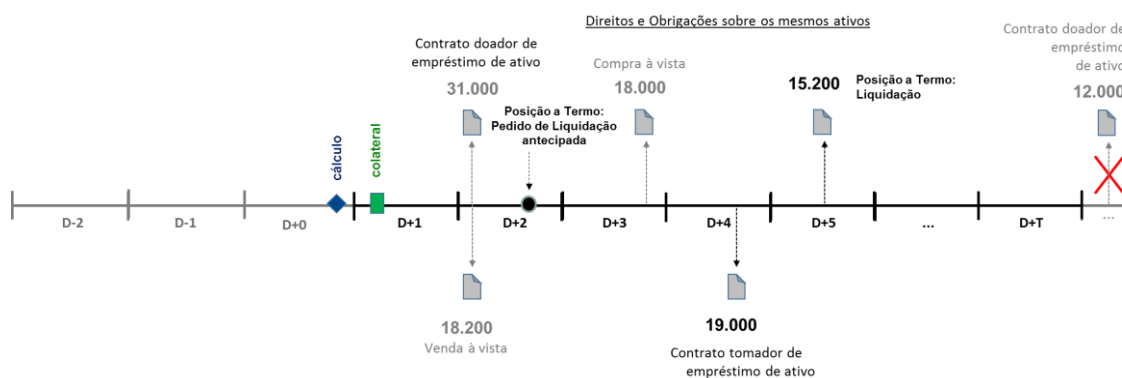 Direitos e Obrigações sobre os mesmos ativos
Contrato doador de
empréstimo de ativo
31.000
Posição a Termo:
Pedido de Liquidação
antecipada
Compra à vista
18.000
15.200
Posição a Termo:
Liquidação
Contrato doador de
empréstimo
de ativo
12.000
cálculo
colateral
D-2
D-1
D+0
D+1
D+2
D+3
D+4
D+5
...
D+T
...
18.200
Venda à vista
19.000
Contrato tomador de
empréstimo de ativo